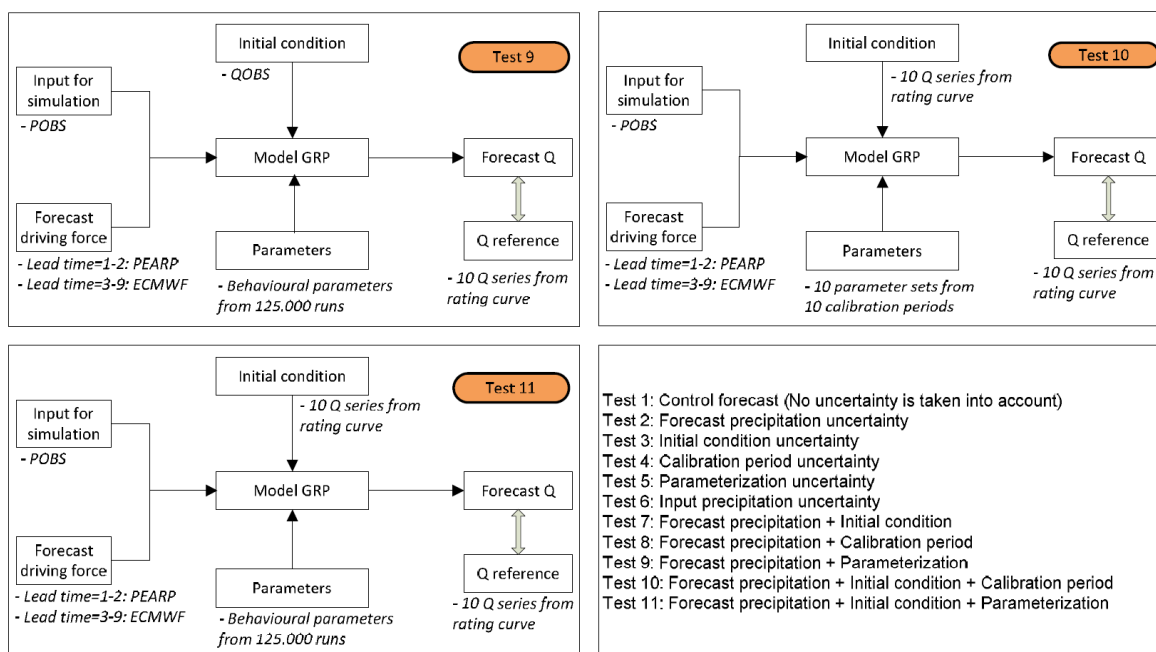 Initial condition
- QOBS
Test 9
Input for
simulation
- POBS
Model GRP
Forecast Q
Forecast
driving force
- Lead time=1-2: PEARP
- Lead time=3-9: ECMWF
Parameters
- Behavioural parameters
from 125.000 runs
Q reference
- 10 Q series from
rating curve
Initial condition
- 10 Q series from
rating curve
Test 10
Input for
simulation
- POBS
Model GRP
Forecast Q
Forecast
driving force
- Lead time=1-2: PEARP
- Lead time=3-9: ECMWF
Parameters
- 10 parameter sets from
10 calibration periods
Q reference
- 10 Q series from
rating curve
Initial condition
- 10 Q series from
rating curve
Test 11
Input for
simulation
- POBS
Model GRP
Forecast Q
Forecast
driving force
- Lead time=1-2: PEARP
- Lead time=3-9: ECMWF
Parameters
- Behavioural parameters
from 125.000 runs
Q reference
- 10 Q series from
rating curve
Test 1: Control forecast (No uncertainty is taken into account)
Test 2: Forecast precipitation uncertainty
Test 3: Initial condition uncertainty
Test 4: Calibration period uncertainty
Test 5: Parameterization uncertainty
Test 6: Input precipitation uncertainty
Test 7: Forecast precipitation + Initial condition
Test 8: Forecast precipitation + Calibration period
Test 9: Forecast precipitation + Parameterization
Test 10: Forecast precipitation + Initial condition + Calibration period
Test 11: Forecast precipitation + Initial condition + Parameterization